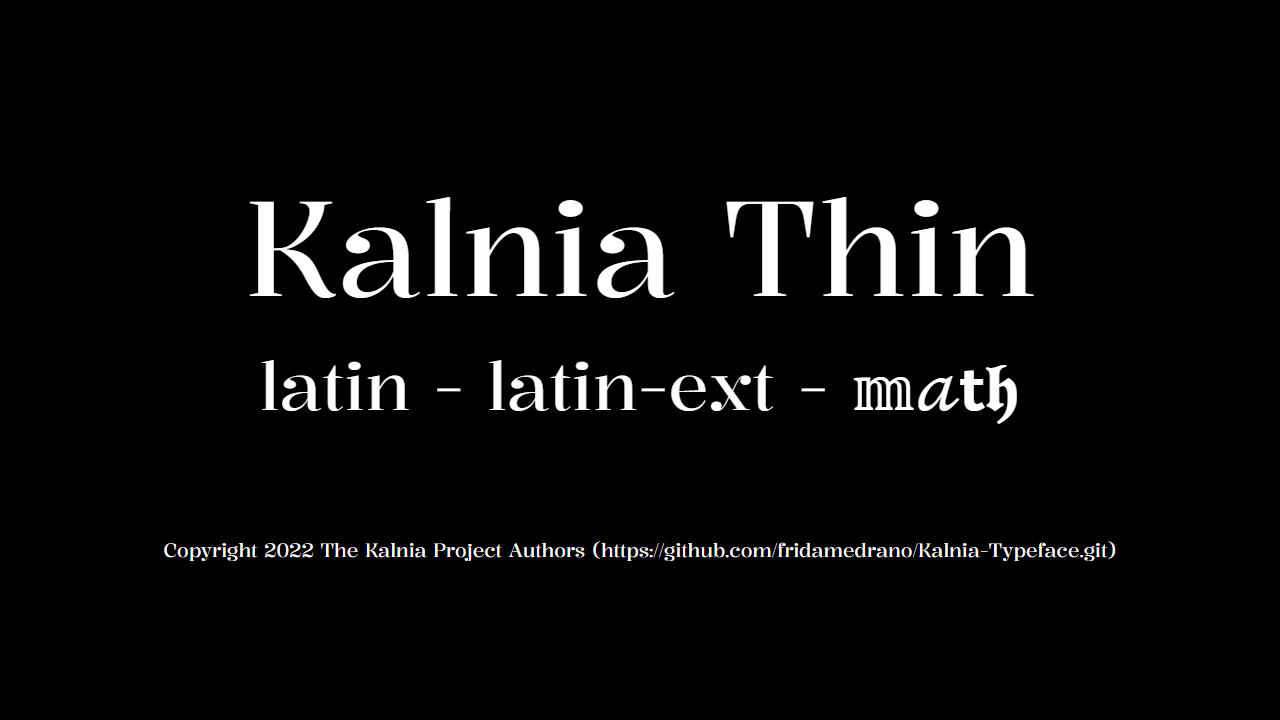 Kalnia Thin
latin - latin-ext - 𝕞𝑎𝘁𝖍
Copyright 2022 The Kalnia Project Authors (https://github.com/fridamedrano/Kalnia-Typeface.git)